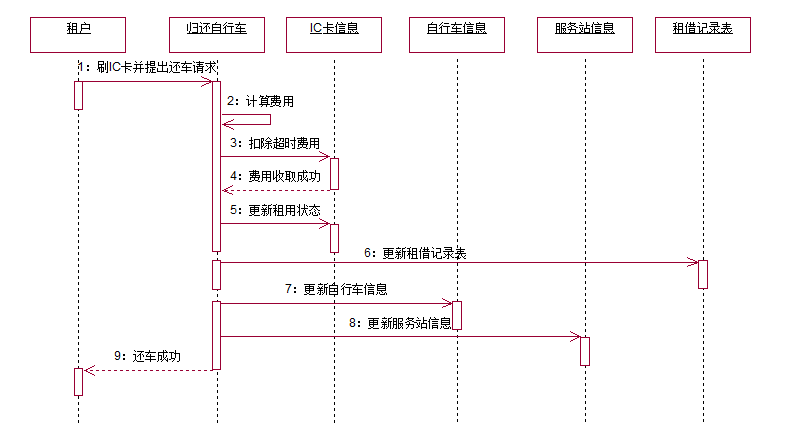 租户
归还自行车
IC卡信息
自行车信息
服务站信息
租借记录表
1：刷IC卡并提出还车请求
2：计算费用
3：扣除超时费用
4：费用收取成功
5：更新租用状态
6：更新租借记录表
7：更新自行车信息
8：更新服务站信息
9：还车成功